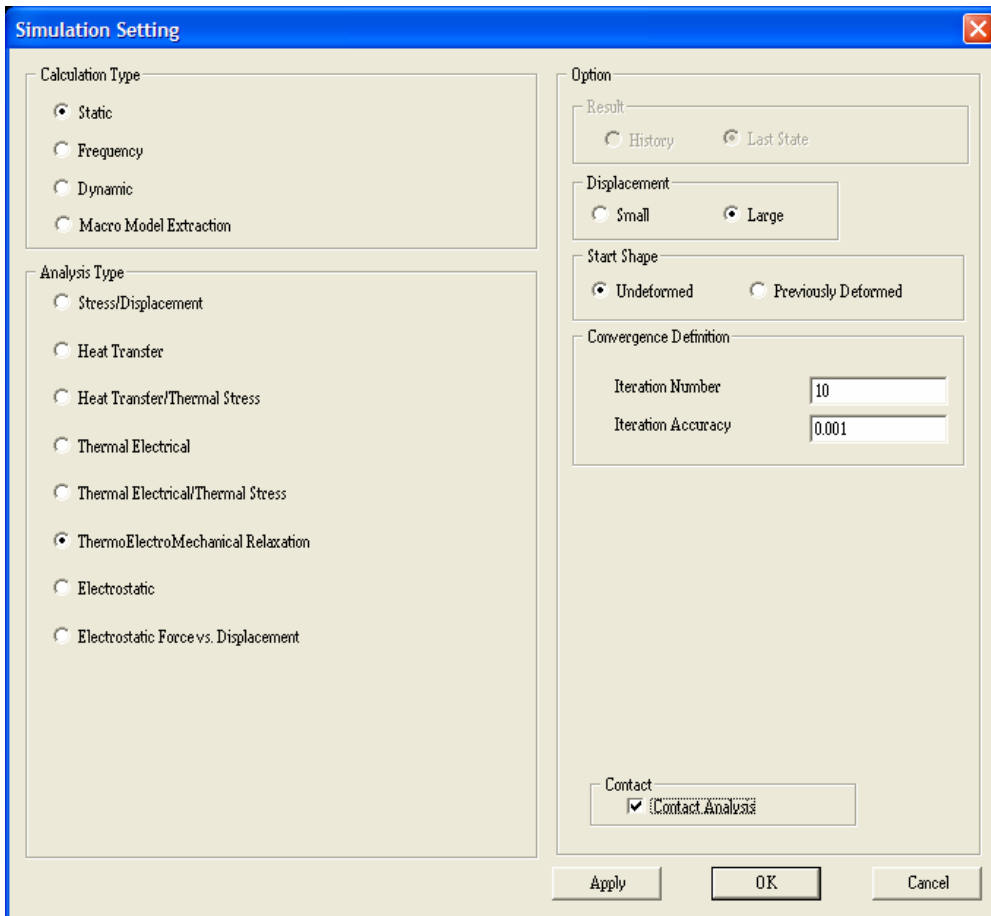 Simulation Setting
Calculation Type
Static
Frequency
Dynamic
Macro Model Extraction
Analysis Type
Stress/Displacement
Heat Transfer
Heat Transfer/Thermal Stress
Thermal Electrical
Thermal Electrical/Thermal Stress
ThermoElectroMechanical Relaxation
Electrostatic
Electrostatic Force vs. Displacement
Option
Result
History Last State
Displacement
Small Large
Start Shape
Undeformed Previously Deformed
Convergence Definition
Iteration Number 10
Iteration Accuracy 0.001
Contact
Contact Analysis
Apply OK Cancel